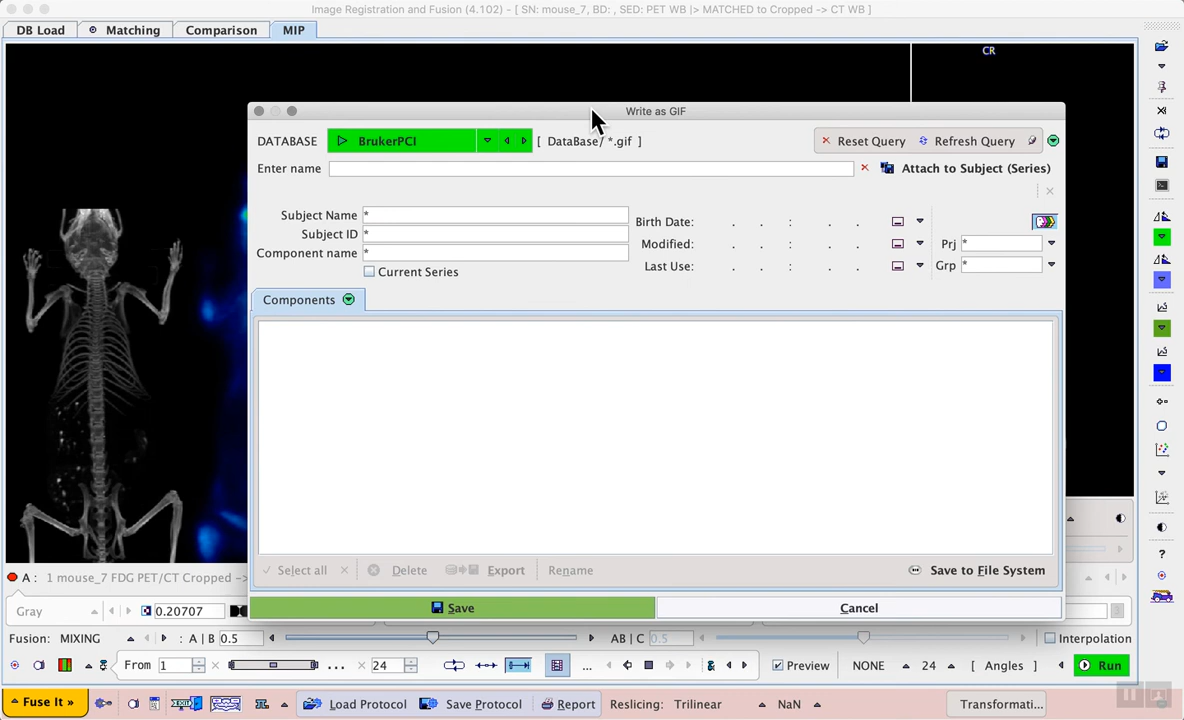 Image Registration and Fusion (4.102) - [ SN: mouse_7, BD: , SED: PET WB |> MATCHED to Cropped -> CT WB ]
DB Load Matching Comparison MIP
CR
Write as GIF
DATABASE BrukerPCI [ DataBase/ *.gif ] Reset Query Refresh Query
Enter name Attach to Subject (Series)
Subject Name * Birth Date: . . : . .
Subject ID * Modified: . . : . . Prj *
Component name * Last Use: . . : . . Grp *
Current Series
Components
Select all Delete Export Rename Save to File System
A : 1 mouse_7 FDG PET/CT Cropped ->
Gray 0.20707 Save Cancel
Fusion: MIXING : A | B 0.5 AB | C 0.5 Interpolation
From 1 ... 24 ... Preview NONE 24 [ Angles ] Run
Fuse It » Load Protocol Save Protocol Report Reslicing: Trilinear NaN Transformati...